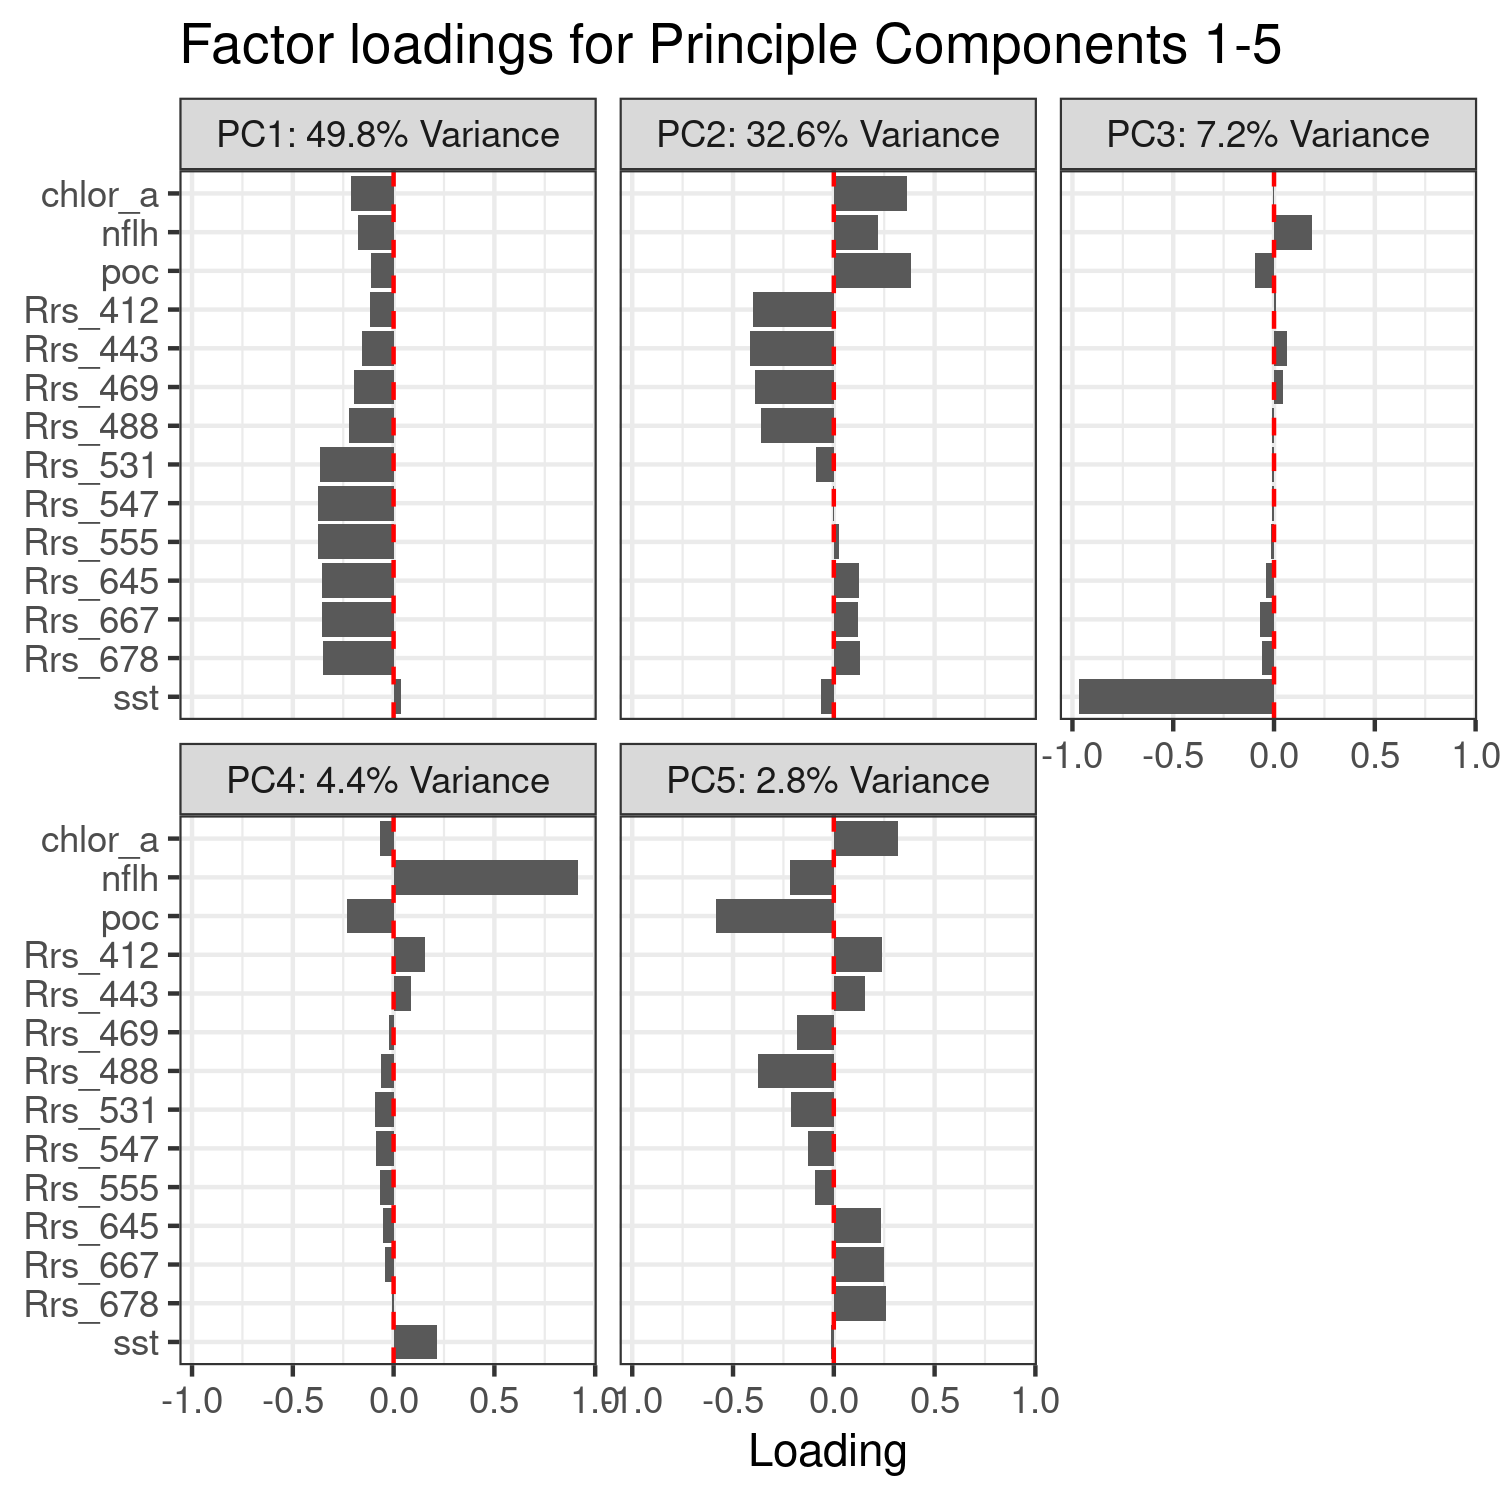 Factor loadings for Principle Components 1-5
PC1: 49.8% Variance
PC2: 32.6% Variance
PC3: 7.2% Variance
chlor_a
nflh
poc
Rrs_412
Rrs_443
Rrs_469
Rrs_488
Rrs_531
Rrs_547
Rrs_555
Rrs_645
Rrs_667
Rrs_678
sst
-1.0 -0.5 0.0 0.5 1.0
PC4: 4.4% Variance
PC5: 2.8% Variance
chlor_a
nflh
poc
Rrs_412
Rrs_443
Rrs_469
Rrs_488
Rrs_531
Rrs_547
Rrs_555
Rrs_645
Rrs_667
Rrs_678
sst
-1.0 -0.5 0.0 0.5 1.0
-1.0 -0.5 0.0 0.5 1.0
Loading